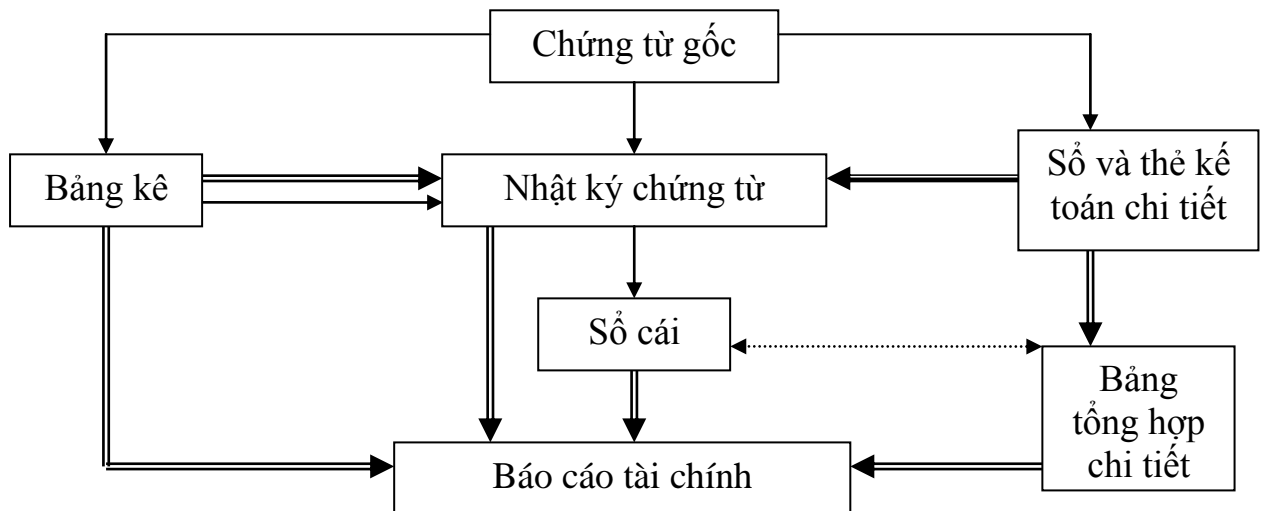 Chứng từ gốc
Bảng kê
Nhật ký chứng từ
Sổ và thẻ kế
toán chi tiết
Sổ cái
Bảng
tổng hợp
chi tiết
Báo cáo tài chính